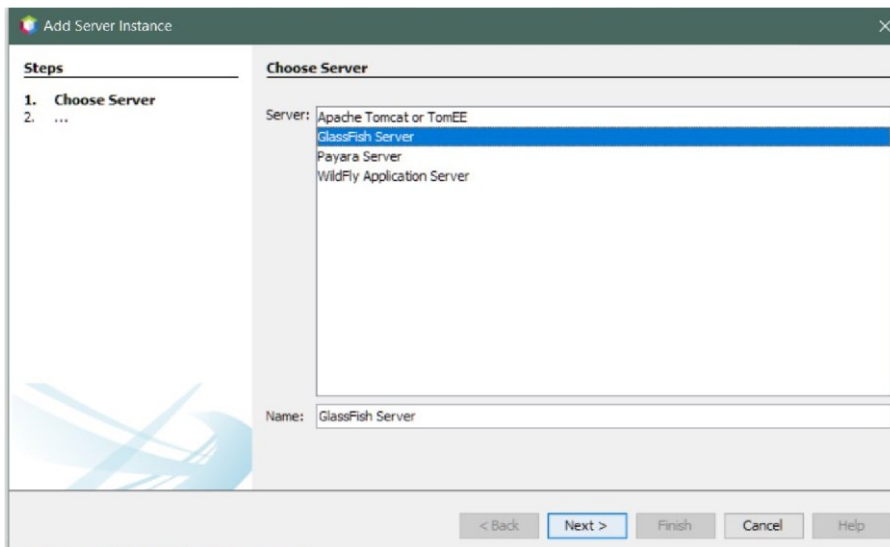 Add Server Instance
Steps
1. Choose Server
2. ...
Choose Server
Server:
Apache Tomcat or TomEE
GlassFish Server
Payara Server
WildFly Application Server
Name: GlassFish Server
< Back Next > Finish Cancel Help